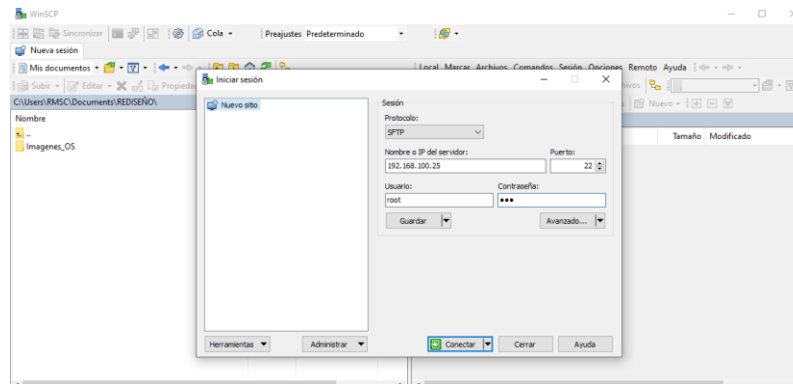 WinSCP
Sincronizar Cola Preajustes Predeterminado
Nueva sesión
Mis documentos Local Marcar Archivos Comandos Sesión Opciones Remoto Ayuda
Subir Editar Nuevo
Iniciar sesión
C:\Users\RMSC\Documents\REDISEÑO\
Nombre Tamaño Modificado
..
Imagenes_OS
Nuevo sitio
Sesión
Protocolo:
SFTP
Nombre o IP del servidor: Puerto:
192.168.100.25 22
Usuario: Contraseña:
root •••
Guardar Avanzado...
Herramientas Administrar Conectar Cerrar Ayuda